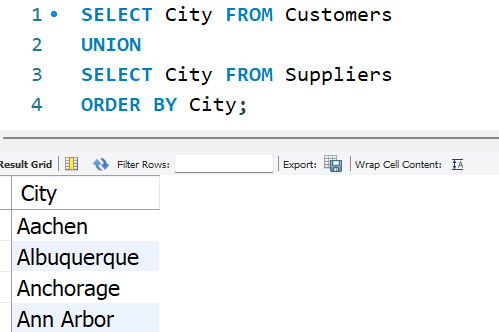 1 SELECT City FROM Customers
2 UNION
3 SELECT City FROM Suppliers
4 ORDER BY City;
Result Grid Filter Rows: Export: Wrap Cell Content:
City
Aachen
Albuquerque
Anchorage
Ann Arbor